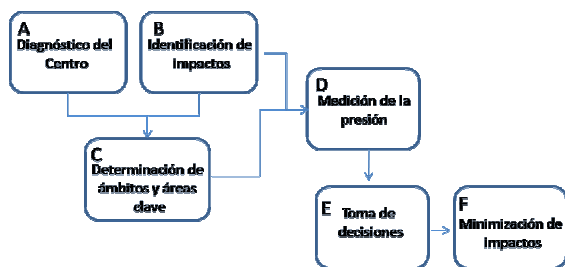 A
Diagnóstico del
Centro
B
Identificación de
impactos
C
Determinación de
ámbitos y áreas
clave
D
Medición de la
presión
E
Toma de
decisiones
F
Minimización de
impactos